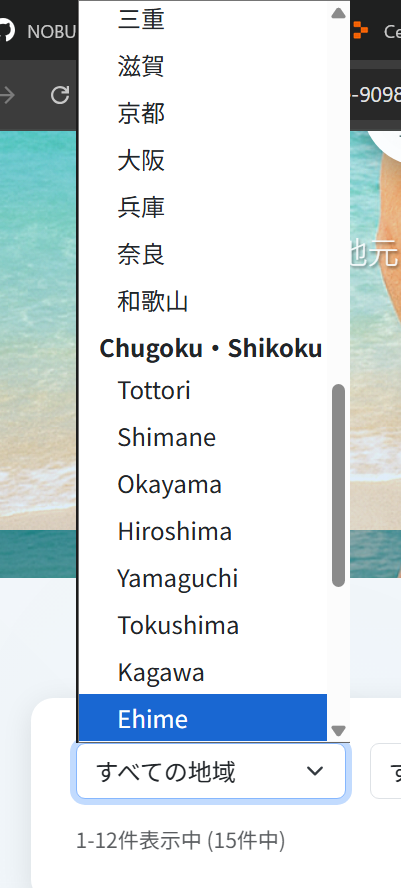 NOBU
Ce
-9098
三重
滋賀
京都
大阪
兵庫
奈良
地元
和歌山
Chugoku・Shikoku
Tottori
Shimane
Okayama
Hiroshima
Yamaguchi
Tokushima
Kagawa
Ehime
すべての地域
す
1-12件表示中 (15件中)